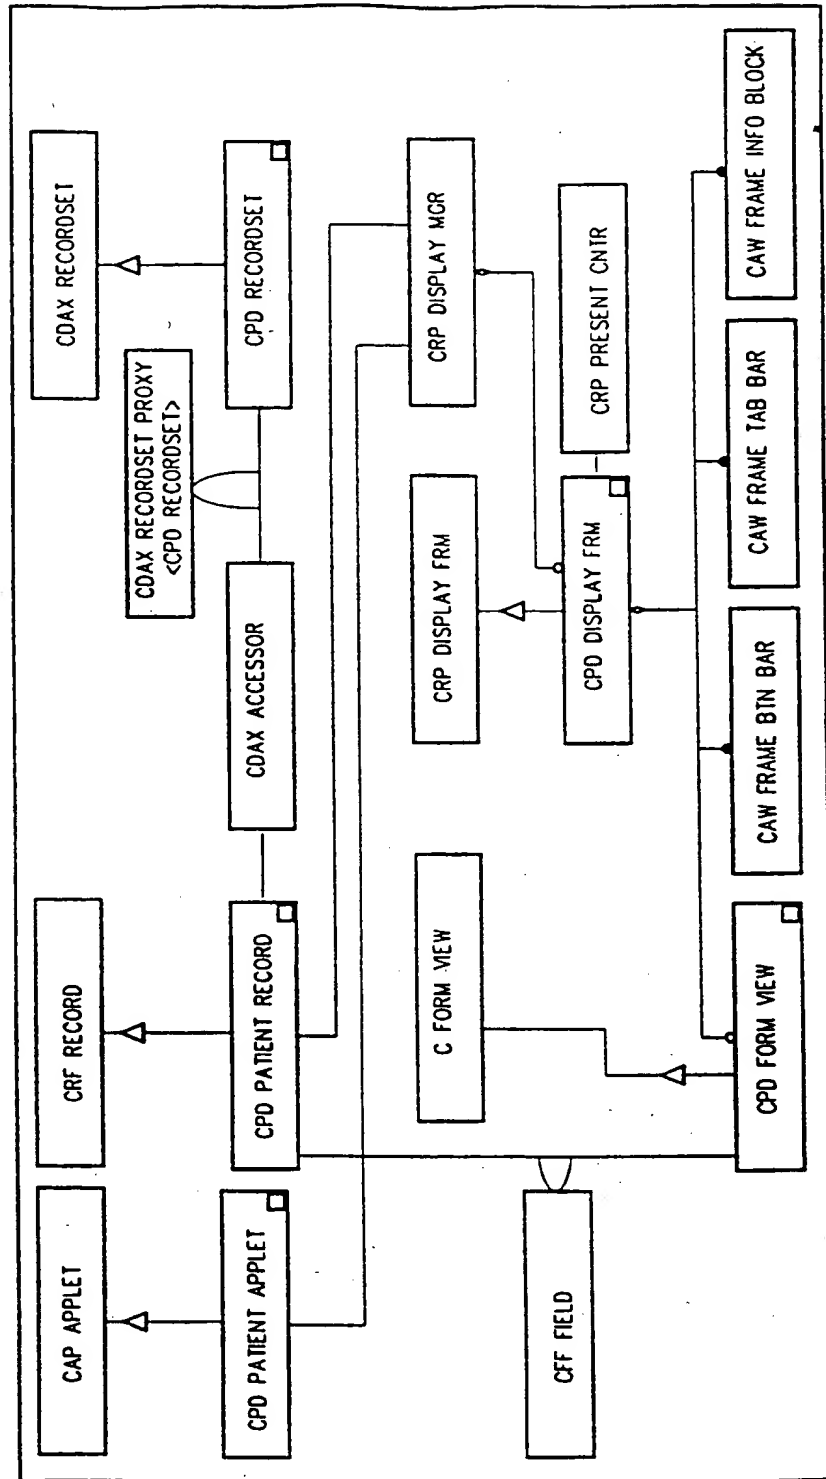 CAP APPLET
CRF RECORD
CDAX RECORDSET
CDAX RECORDSET PROXY
<CPD RECORDSET>
CPD PATIENT APPLET
CPD PATIENT RECORD
CDAX ACCESSOR
CPD RECORDSET
C FORM VIEW
CRP DISPLAY FRM
CRP DISPLAY MGR
CFF FIELD
CPD DISPLAY FRM
CRP PRESENT CNTR
CPD FORM VIEW
CAW FRAME BTN BAR
CAW FRAME TAB BAR
CAW FRAME INFO BLOCK